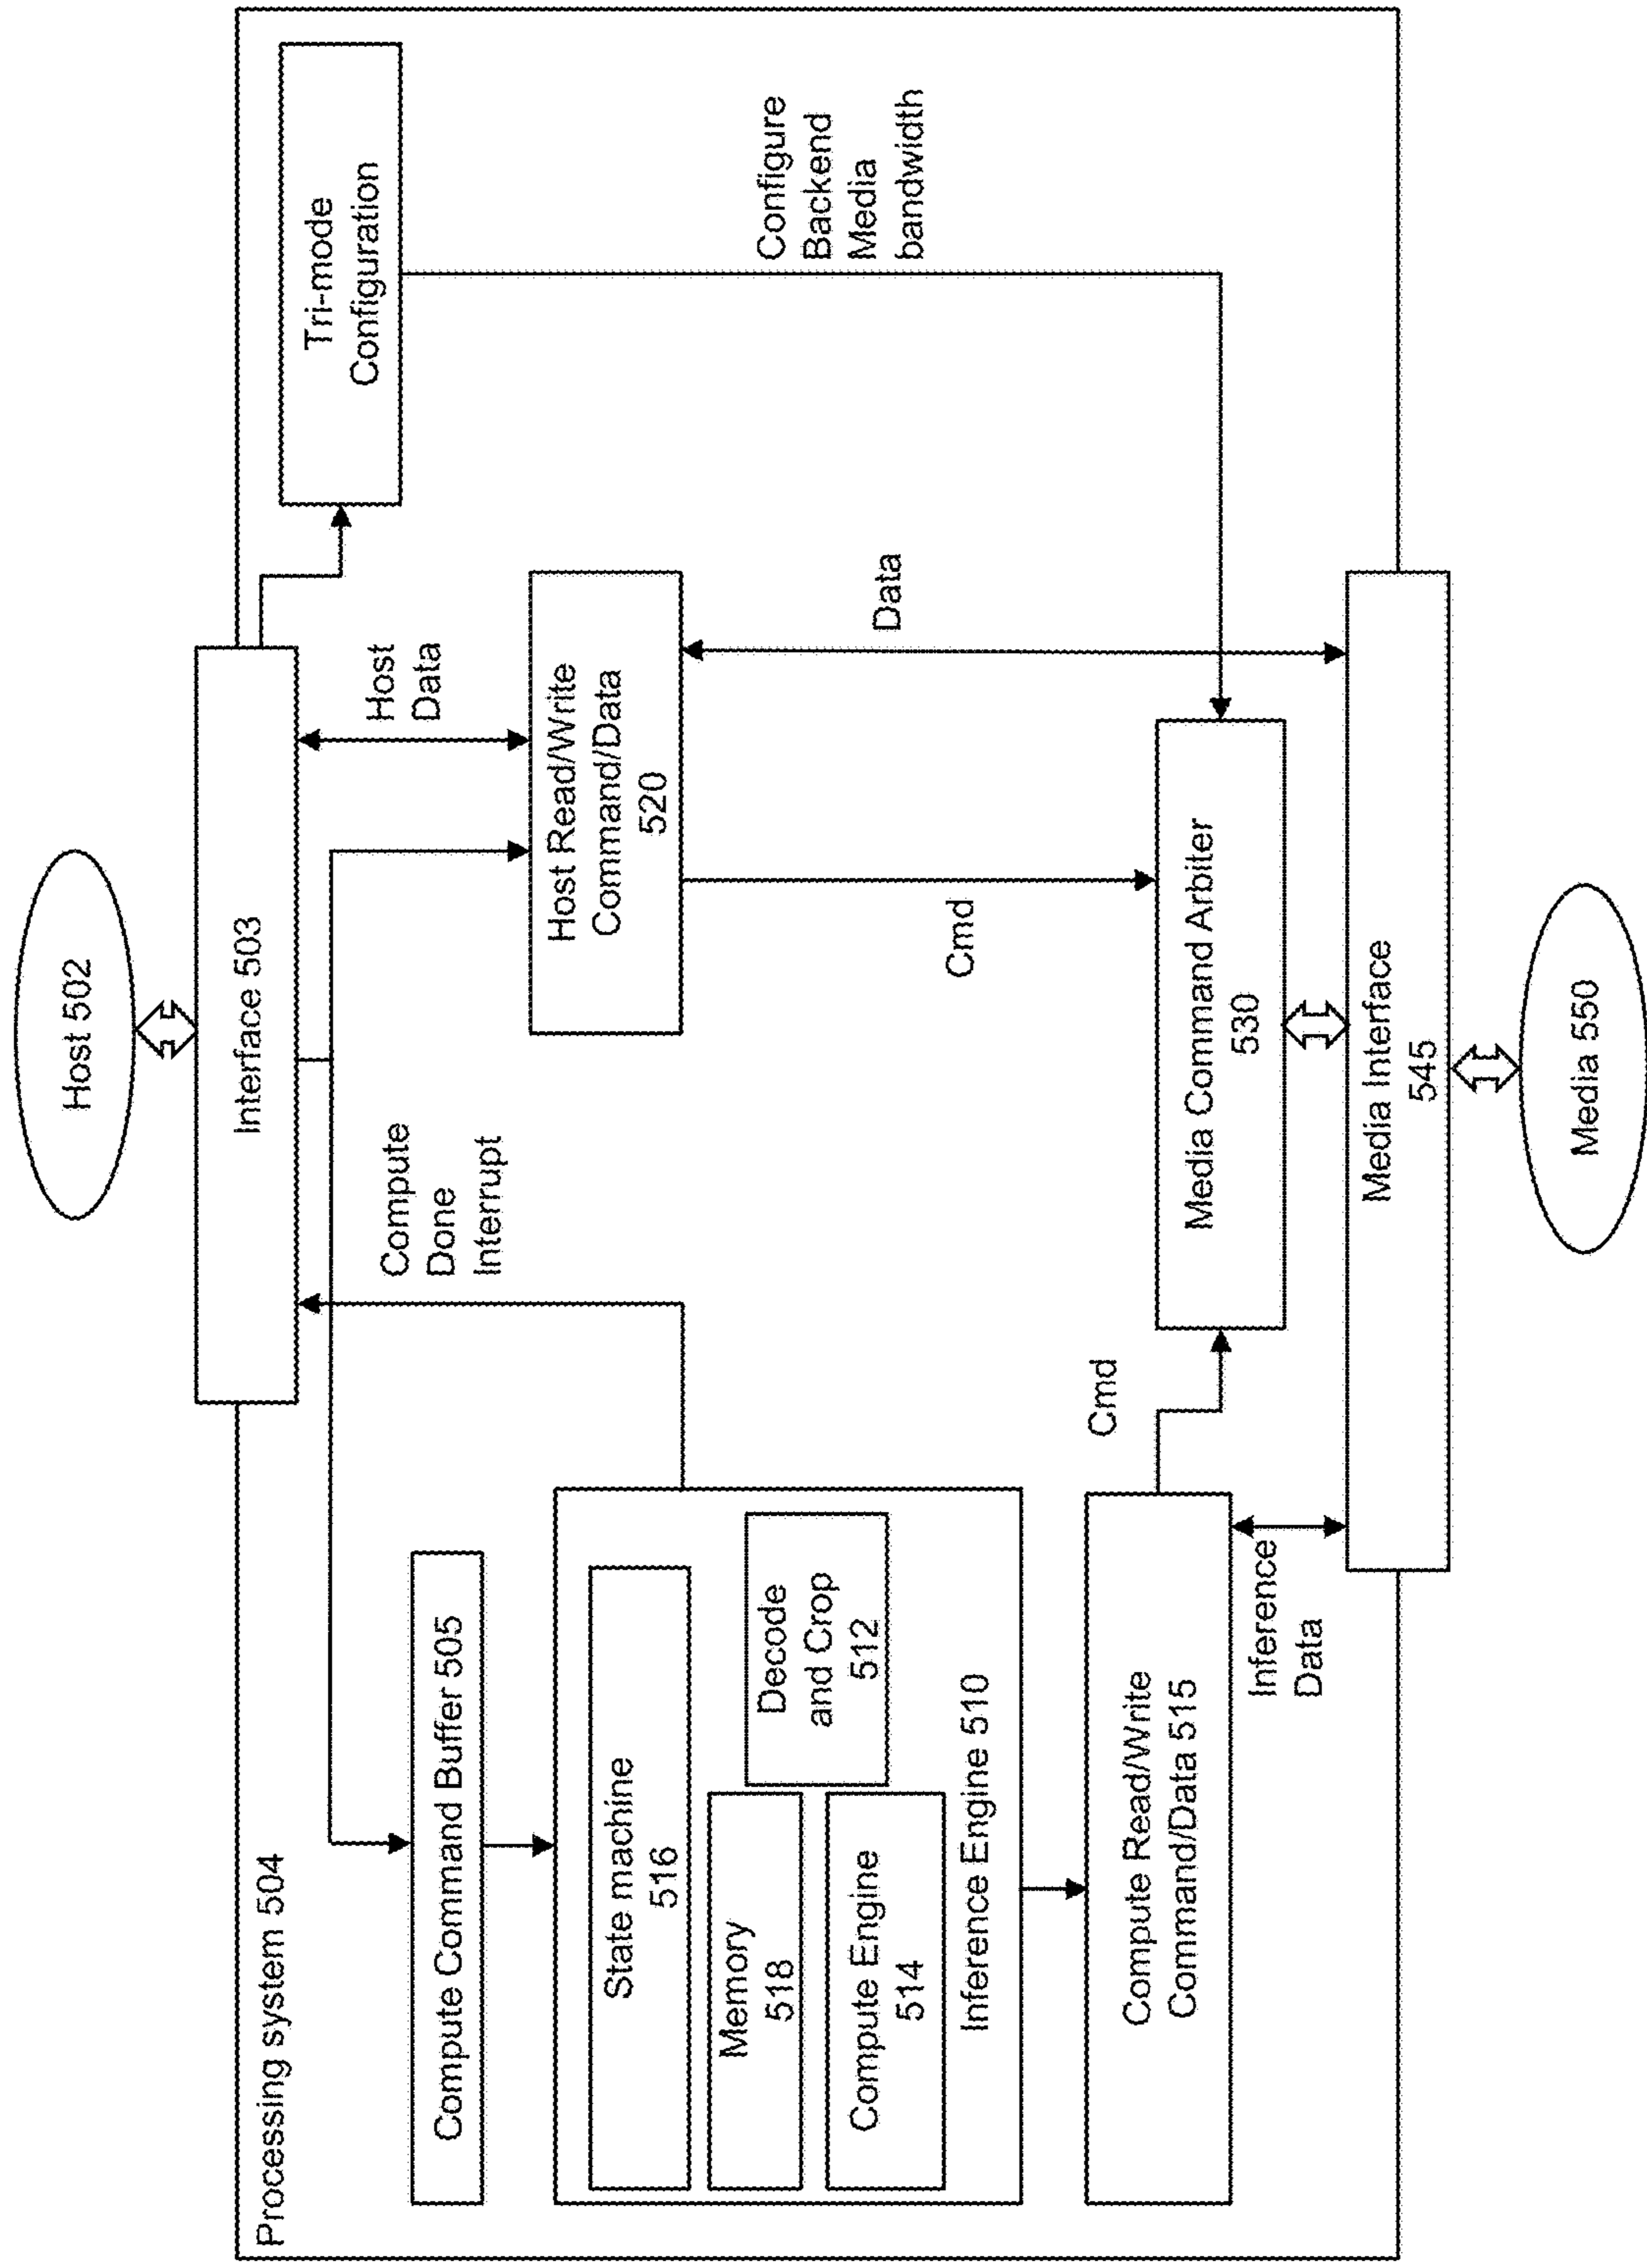 Host 502
Processing system 504
Interface 503
Tri-mode
Configuration
Compute
Done
Interrupt
Host
Data
Compute Command Buffer 505
Host Read/Write
Command/Data
520
State machine
516
Memory
518
Decode
and Crop
512
Compute Engine
514
Inference Engine 510
Configure
Backend
Media
bandwidth
Data
Cmd
Compute Read/Write
Command/Data 515
Cmd
Media Command Arbiter
530
Inference
Data
Media Interface
545
Media 550